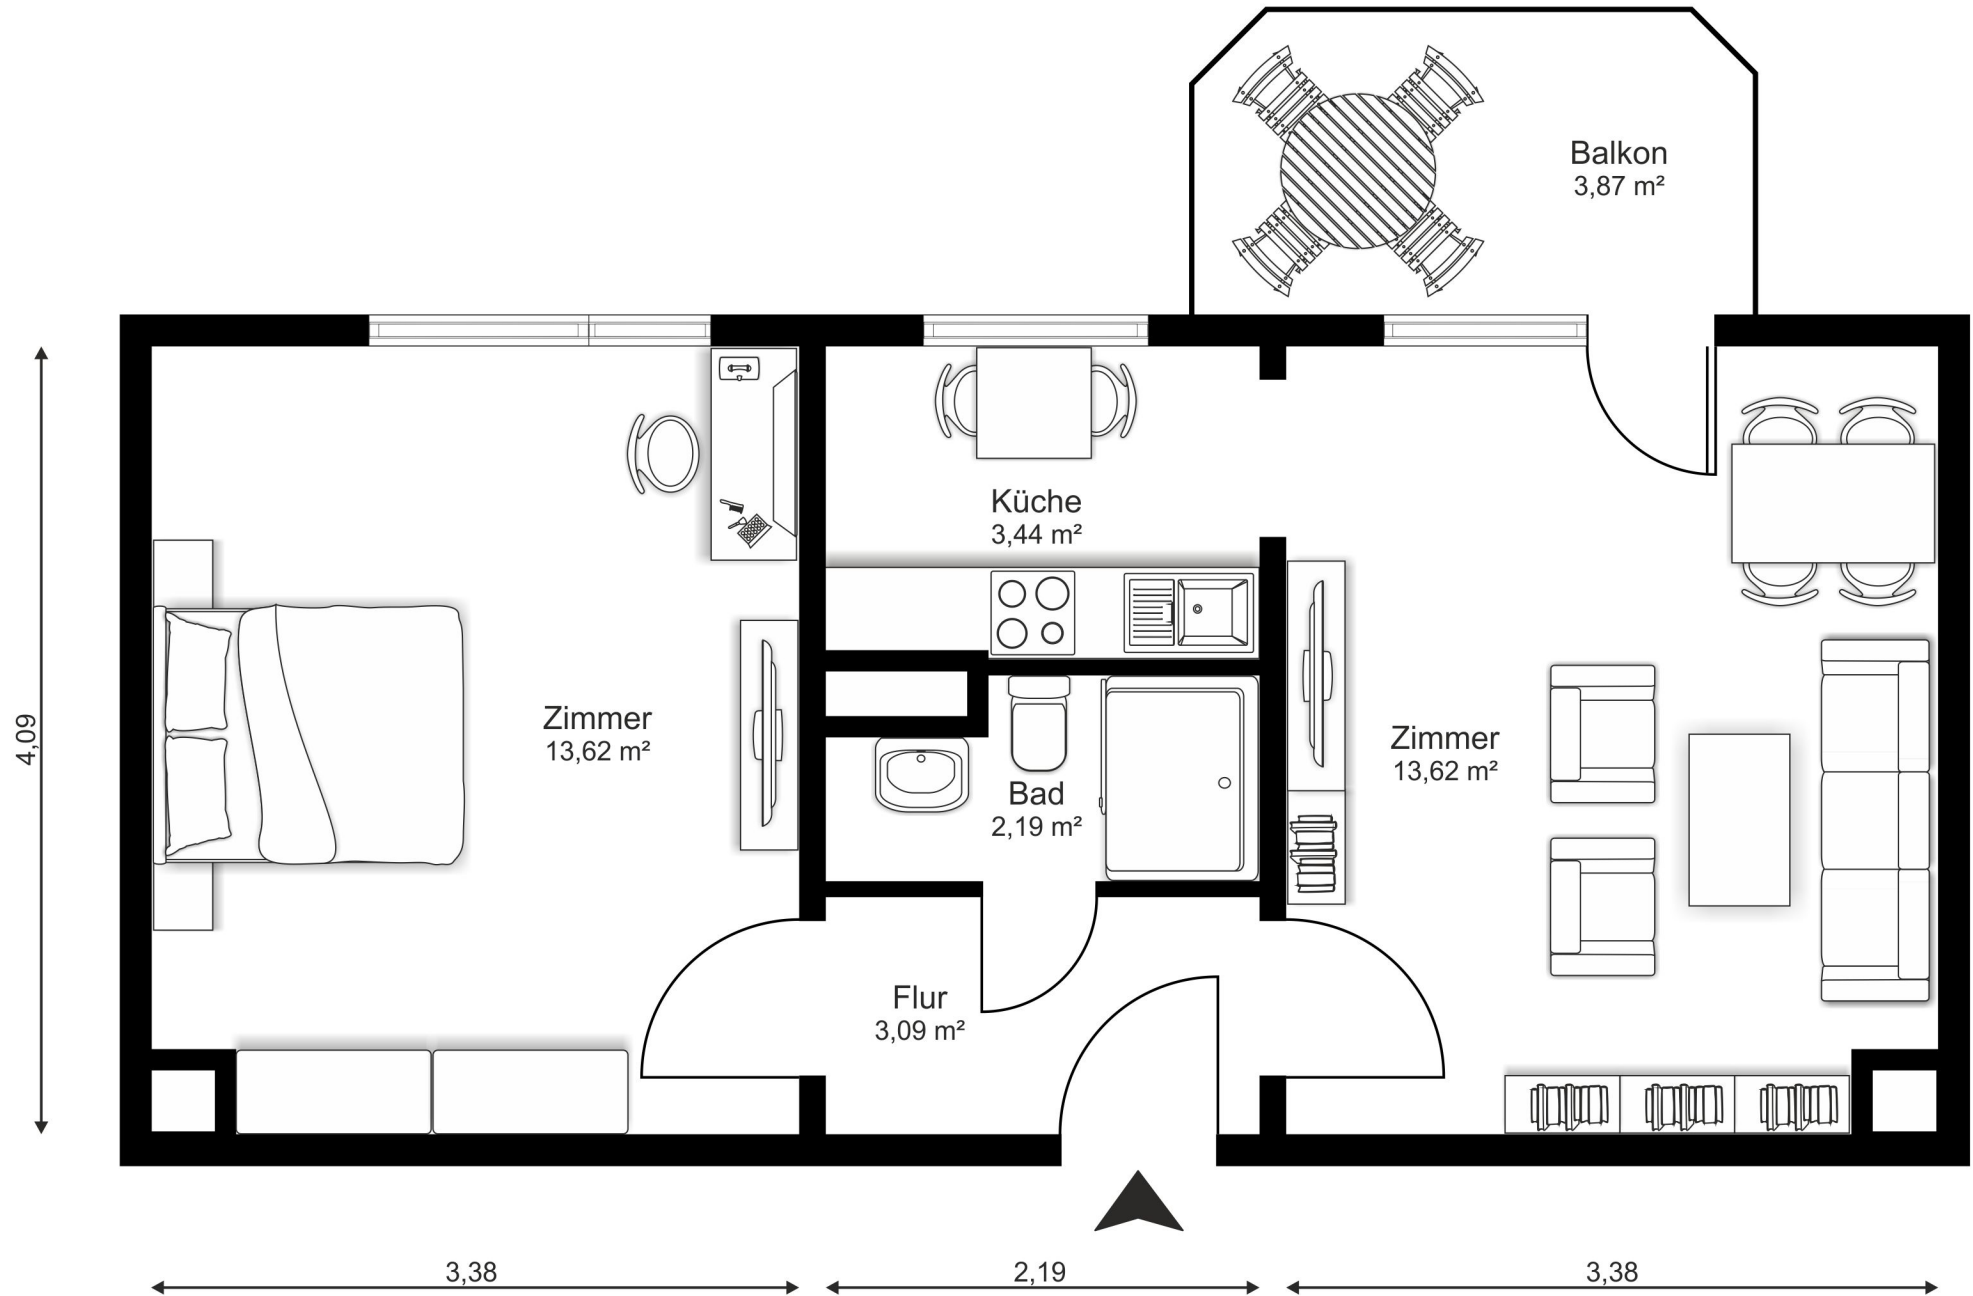 Balkon
3,87 m²
Küche
3,44 m²
Zimmer
13,62 m²
Zimmer
13,62 m²
Bad
2,19 m²
Flur
3,09 m²
4,09
3,38
2,19
3,38